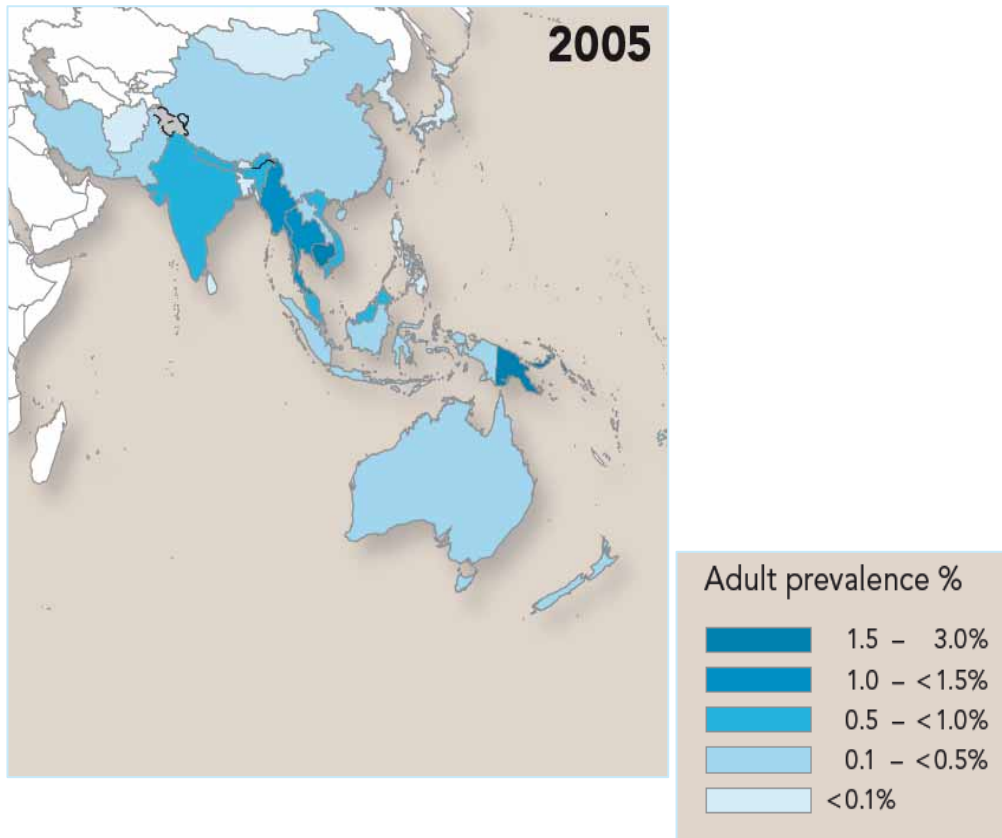 2005
Adult prevalence %
1.5 – 3.0%
1.0 – <1.5%
0.5 – <1.0%
0.1 – <0.5%
<0.1%